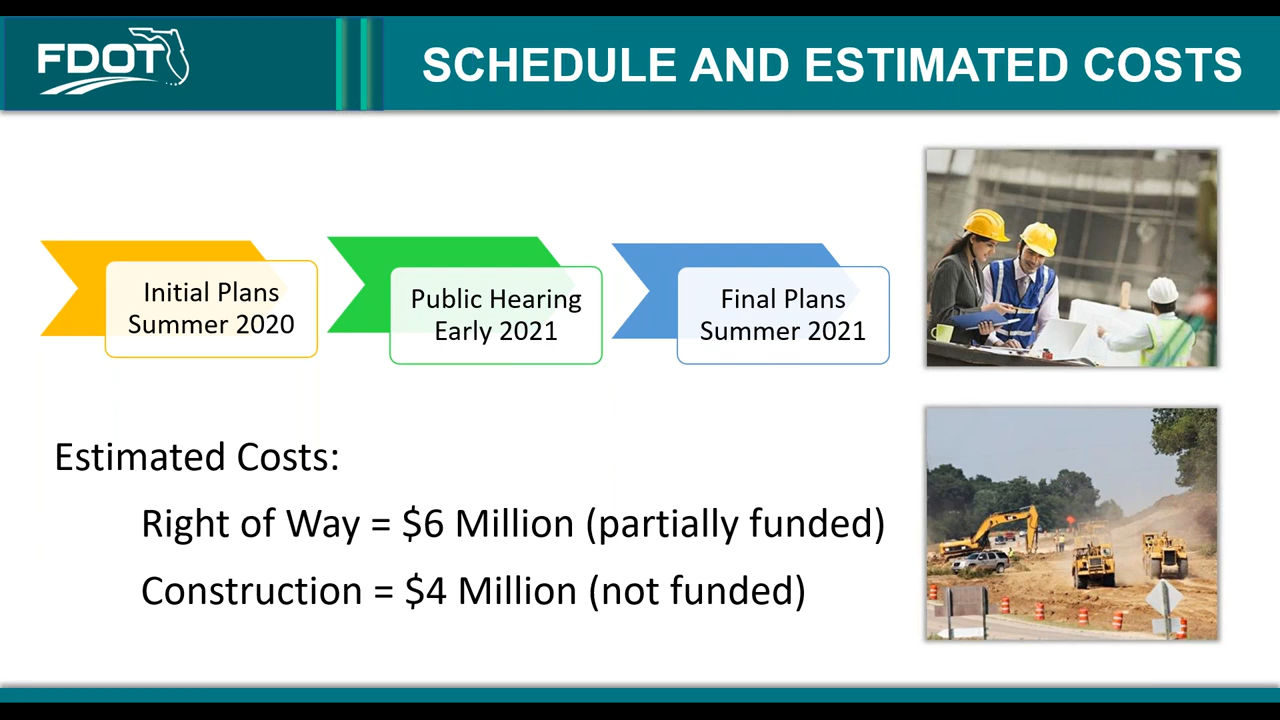 FDOT
SCHEDULE AND ESTIMATED COSTS
Initial Plans
Summer 2020
Public Hearing
Early 2021
Final Plans
Summer 2021
Estimated Costs:
Right of Way = $6 Million (partially funded)
Construction = $4 Million (not funded)